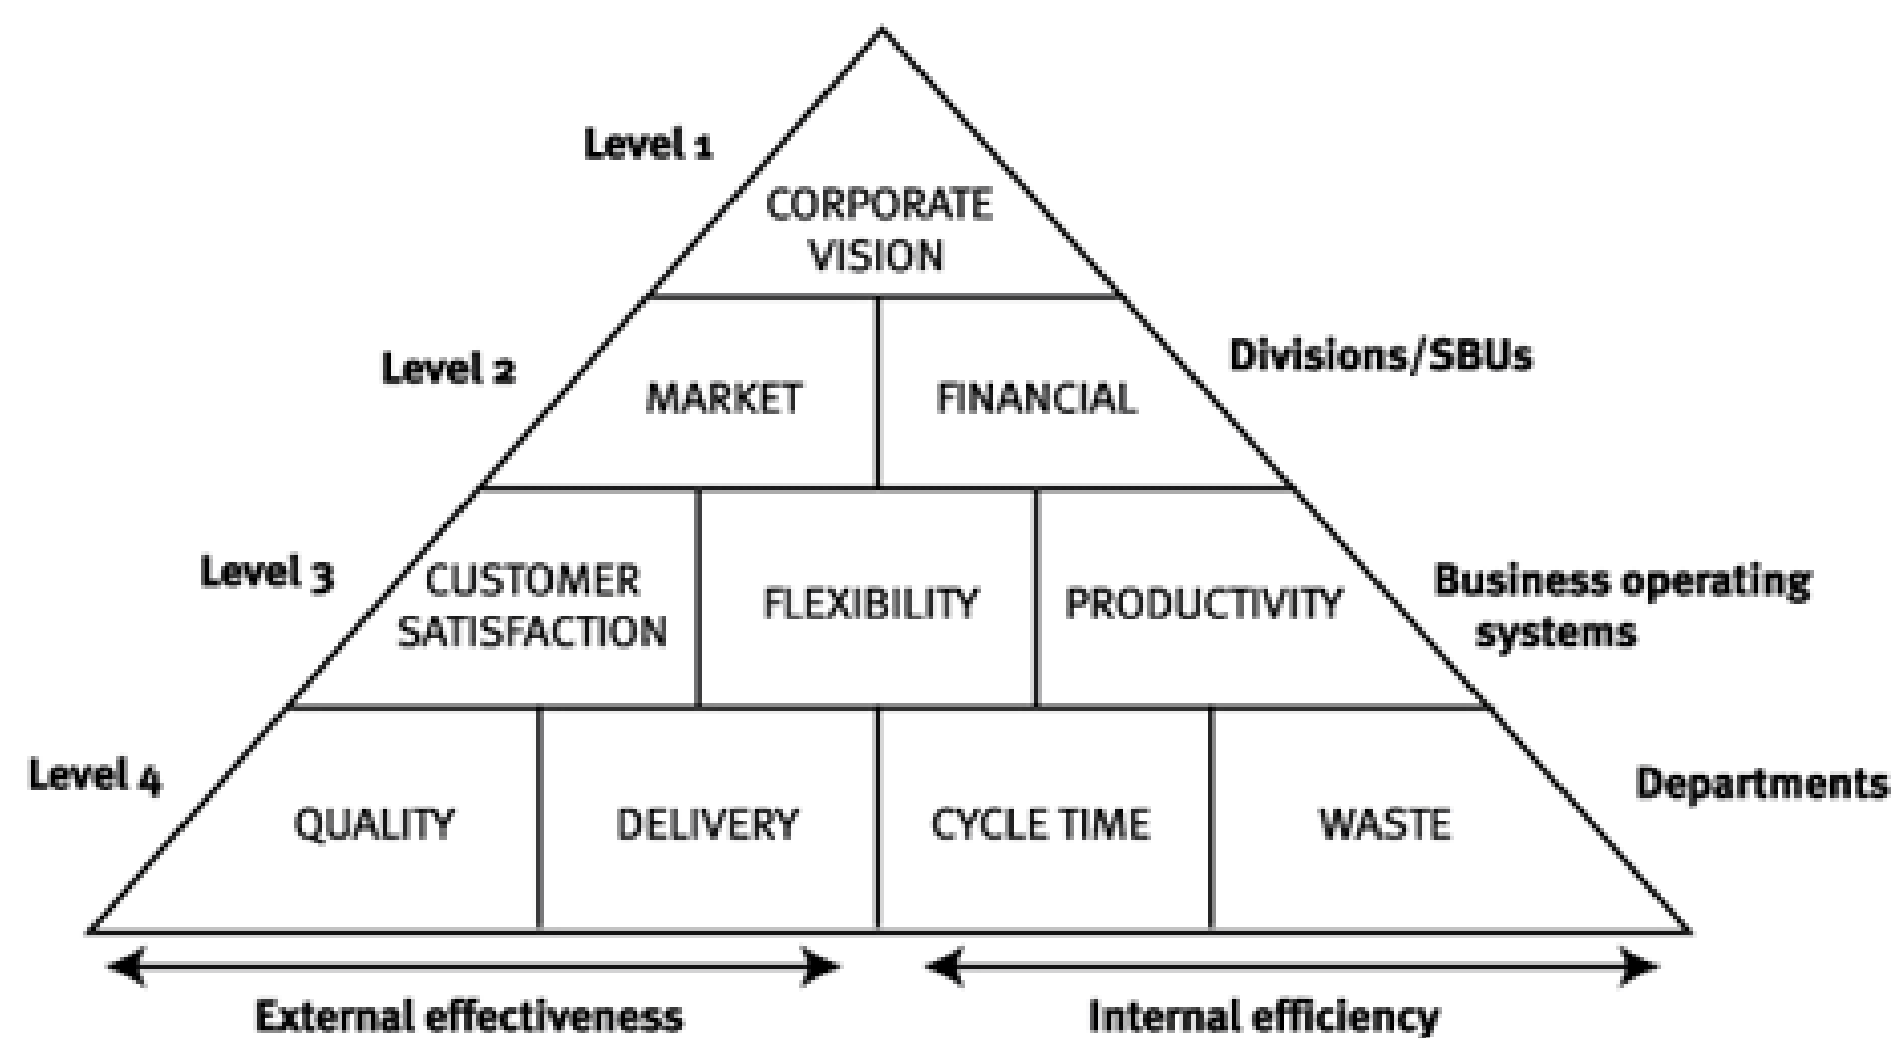 Level 1
CORPORATE
VISION
Level 2
MARKET
FINANCIAL
Divisions/SBUs
Level 3
CUSTOMER
SATISFACTION
FLEXIBILITY
PRODUCTIVITY
Business operating
systems
Level 4
QUALITY
DELIVERY
CYCLE TIME
WASTE
Departments
External effectiveness
Internal efficiency